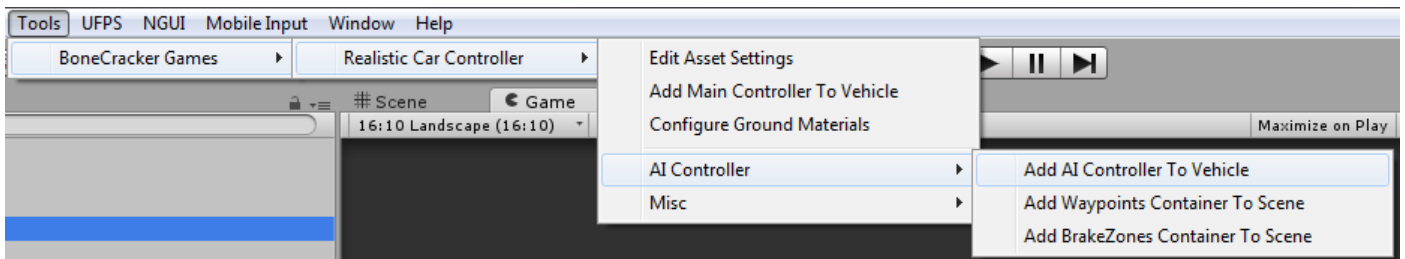 Tools UFPS NGUI Mobile Input Window Help
BoneCracker Games Realistic Car Controller Edit Asset Settings
Add Main Controller To Vehicle
Scene Game
16:10 Landscape (16:10) Configure Ground Materials Maximize on Play
AI Controller Add AI Controller To Vehicle
Misc Add Waypoints Container To Scene
Add BrakeZones Container To Scene